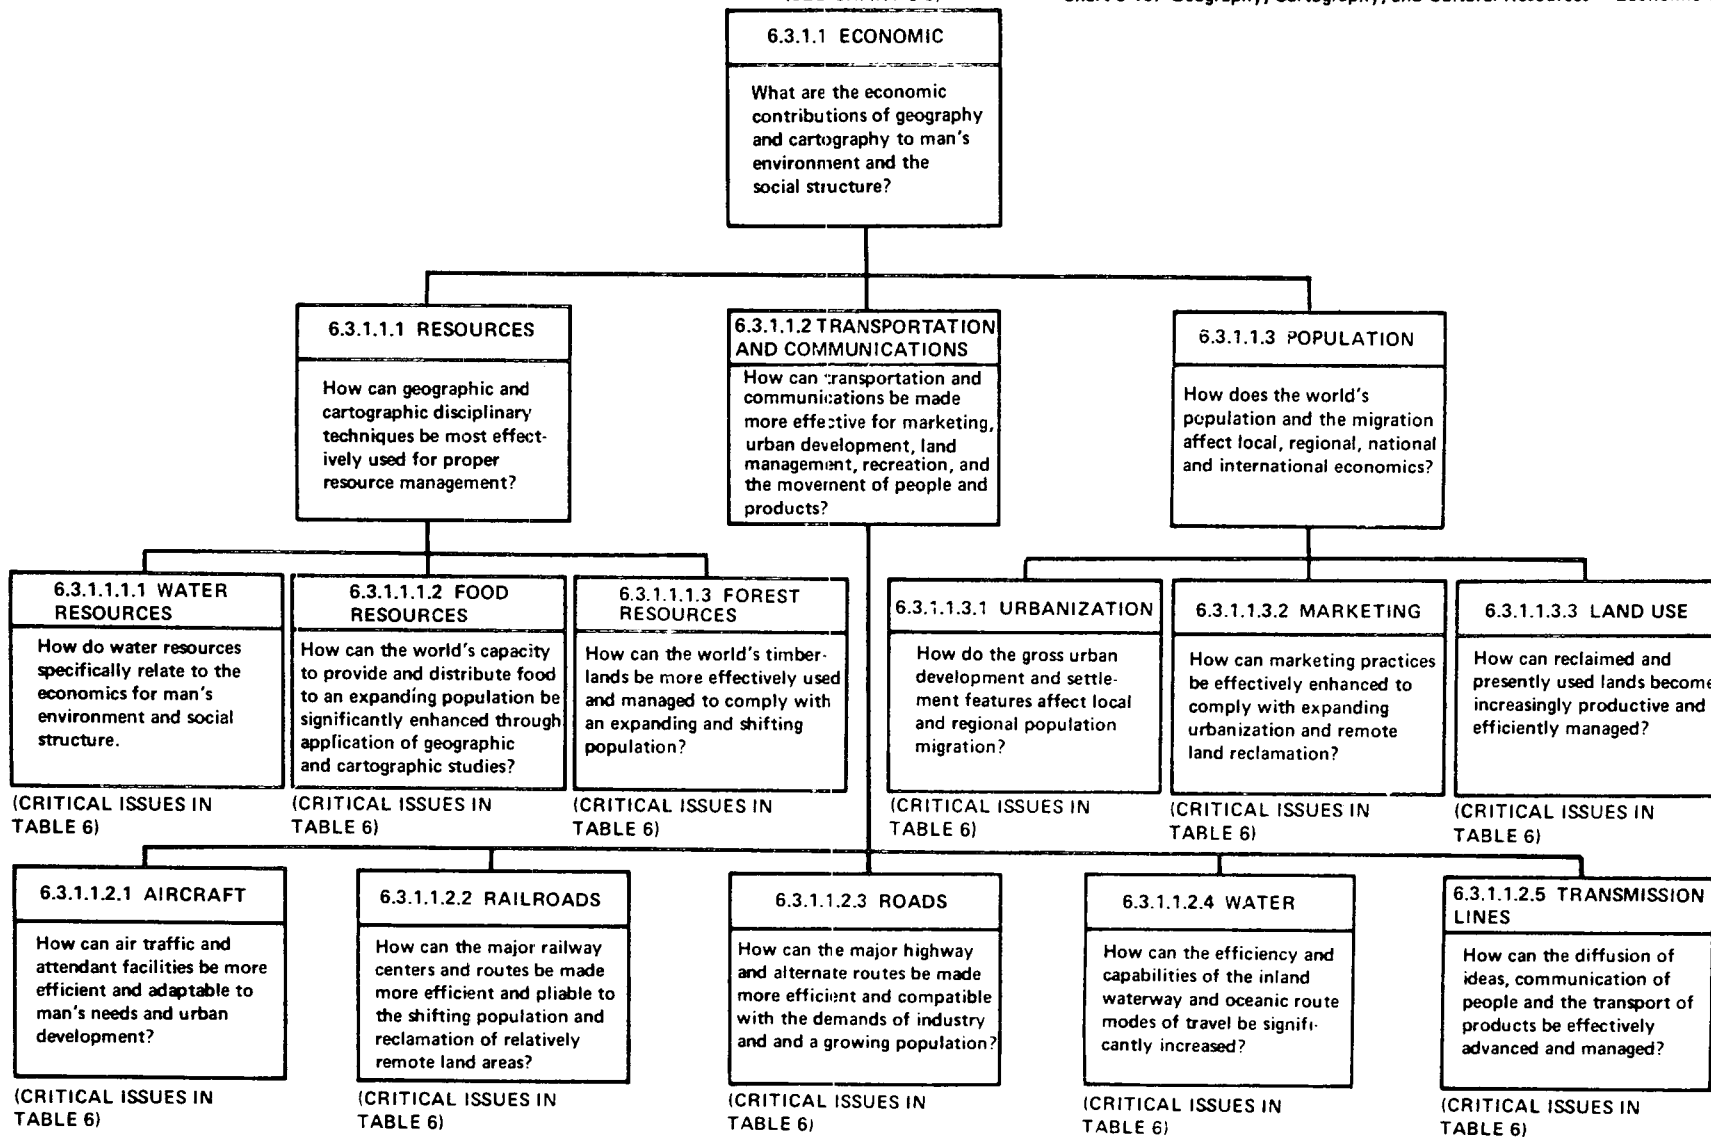 6.3.1.1 ECONOMIC
What are the economic
contributions of geography
and cartography to man's
environment and the
social structure?
6.3.1.1.1 RESOURCES
How can geographic and
cartographic disciplinary
techniques be most effect-
ively used for proper
resource management?
6.3.1.1.2 TRANSPORTATION
AND COMMUNICATIONS
How can transportation and
communications be made
more effective for marketing,
urban development, land
management, recreation, and
the movement of people and
products?
6.3.1.1.3 POPULATION
How does the world's
population and the migration
affect local, regional, national
and international economics?
6.3.1.1.1.1 WATER
RESOURCES
How do water resources
specifically relate to the
economics for man's
environment and social
structure.
(CRITICAL ISSUES IN
TABLE 6)
6.3.1.1.1.2 FOOD
RESOURCES
How can the world's capacity
to provide and distribute food
to an expanding population be
significantly enhanced through
application of geographic
and cartographic studies?
(CRITICAL ISSUES IN
TABLE 6)
6.3.1.1.1.3 FOREST
RESOURCES
How can the world's timber-
lands be more effectively used
and managed to comply with
an expanding and shifting
population?
(CRITICAL ISSUES IN
TABLE 6)
6.3.1.1.3.1 URBANIZATION
How do the gross urban
development and settle-
ment features affect local
and regional population
migration?
(CRITICAL ISSUES IN
TABLE 6)
6.3.1.1.3.2 MARKETING
How can marketing practices
be effectively enhanced to
comply with expanding
urbanization and remote
land reclamation?
(CRITICAL ISSUES IN
TABLE 6)
6.3.1.1.3.3 LAND USE
How can reclaimed and
presently used lands become
increasingly productive and
efficiently managed?
(CRITICAL ISSUES IN
TABLE 6)
6.3.1.1.2.1 AIRCRAFT
How can air traffic and
attendant facilities be more
efficient and adaptable to
man's needs and urban
development?
(CRITICAL ISSUES IN
TABLE 6)
6.3.1.1.2.2 RAILROADS
How can the major railway
centers and routes be made
more efficient and pliable to
the shifting population and
reclamation of relatively
remote land areas?
(CRITICAL ISSUES IN
TABLE 6)
6.3.1.1.2.3 ROADS
How can the major highway
and alternate routes be made
more efficient and compatible
with the demands of industry
and and a growing population?
(CRITICAL ISSUES IN
TABLE 6)
6.3.1.1.2.4 WATER
How can the efficiency and
capabilities of the inland
waterway and oceanic route
modes of travel be signifi-
cantly increased?
(CRITICAL ISSUES IN
TABLE 6)
6.3.1.1.2.5 TRANSMISSION
LINES
How can the diffusion of
ideas, communication of
people and the transport of
products be effectively
advanced and managed?
(CRITICAL ISSUES IN
TABLE 6)